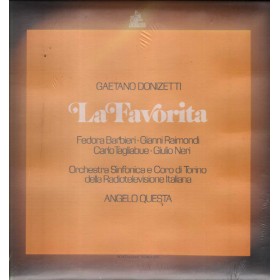 GAETANO DONIZETTI
La Favorita
Fedora Barbieri · Gianni Raimondi
Carlo Tagliabue · Giulio Neri
Orchestra Sinfonica e Coro di Torino
della Radiotelevisione Italiana
ANGELO QUESTA